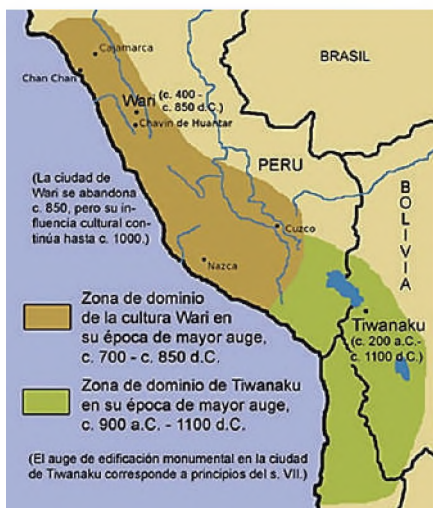 Cajamarca
BRASIL
Chan Chan
Wari (c. 400 -
c. 850 d.C.)
Chavin de Huantar
(La ciudad de
Wari se abandona
c. 850, pero su in-
fluencia cultural con-
tinúa hasta c. 1000.)
PERU
BOLIVIA
Cuzco
Nazca
Zona de dominio
de la cultura Wari en
su época de mayor auge,
c. 700 - c. 850 d.C.
Tiwanaku
(c. 200 a.C.-
c. 1100 d.C.)
Zona de dominio de Tiwanaku
en su época de mayor auge,
c. 900 a.C. - 1100 d.C.
(El auge de edificación monumental en la ciudad
de Tiwanaku corresponde a principios del s. VII.)